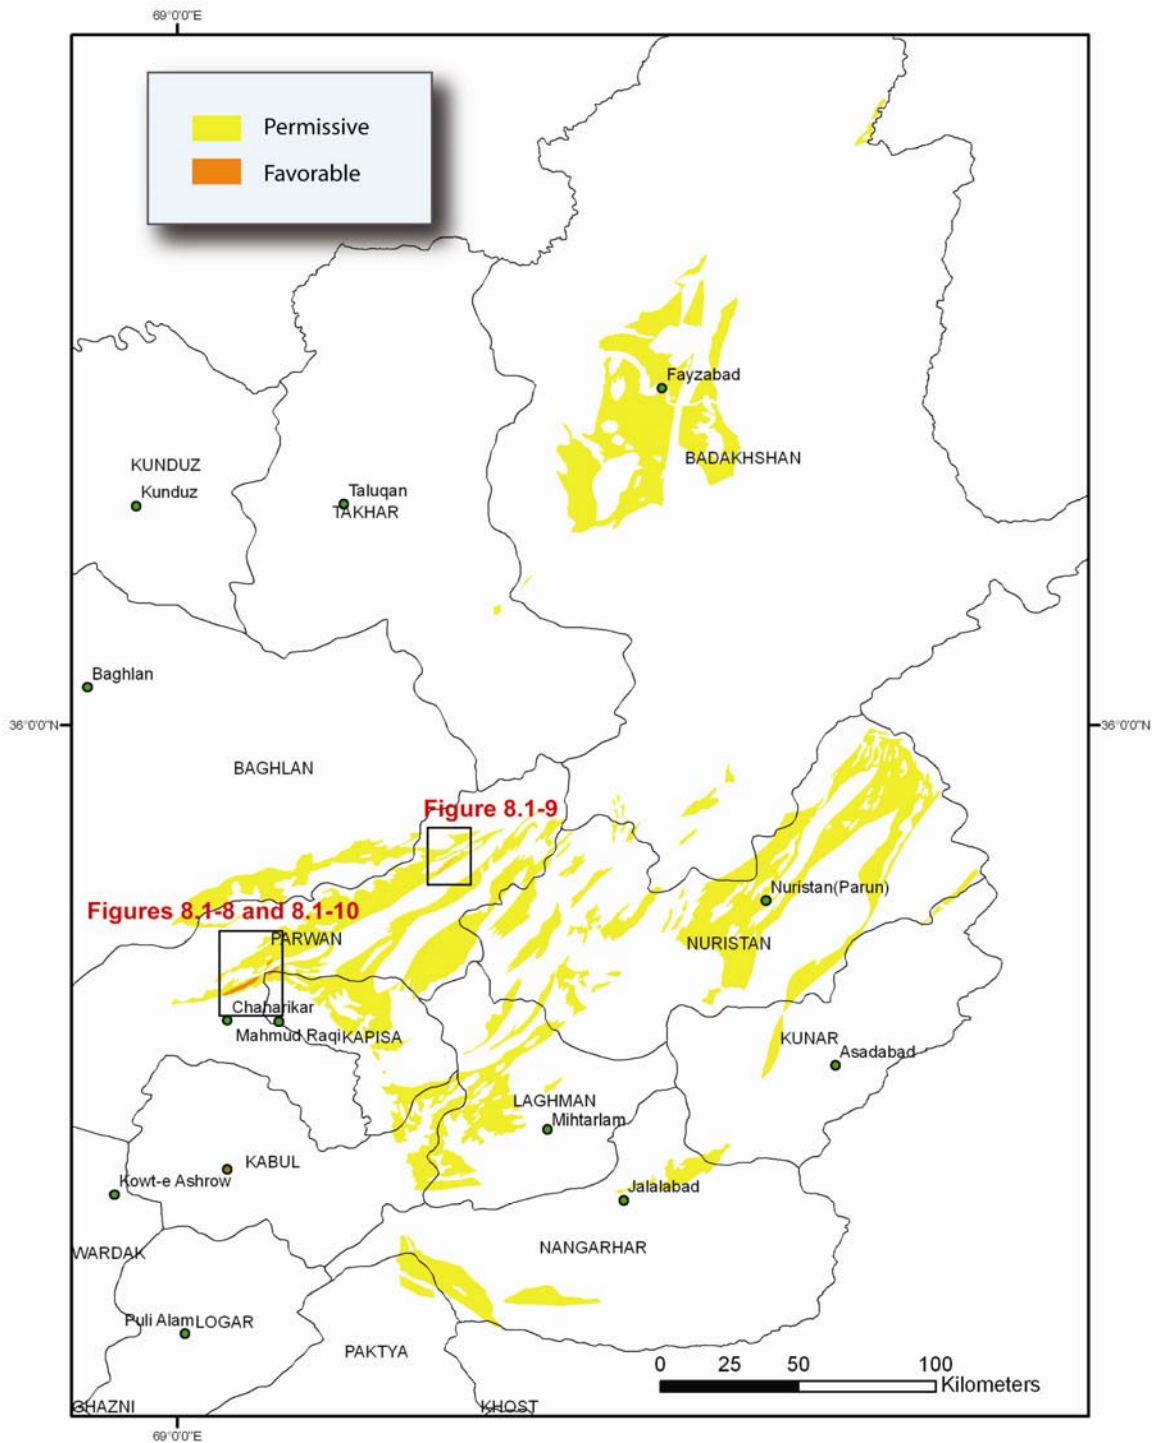 69°0'0"E
Permissive
Favorable
Fayzabad
BADAKHSHAN
KUNDUZ
Kunduz
Taluqan
TAKHAR
Baghlan
36°0'0"N
36°0'0"N
BAGHLAN
Figure 8.1-9
Nuristan(Parun)
Figures 8.1-8 and 8.1-10
PARWAN
NURISTAN
Chaharikar
Mahmud Raqi
KAPISA
KUNAR
Asadabad
LAGHMAN
Mihtarlam
KABUL
Kowt-e Ashrow
Jalalabad
NANGARHAR
WARDAK
Puli Alam
LOGAR
PAKTYA
0 25 50 100
Kilometers
GHAZNI
KHOST
69°0'0"E